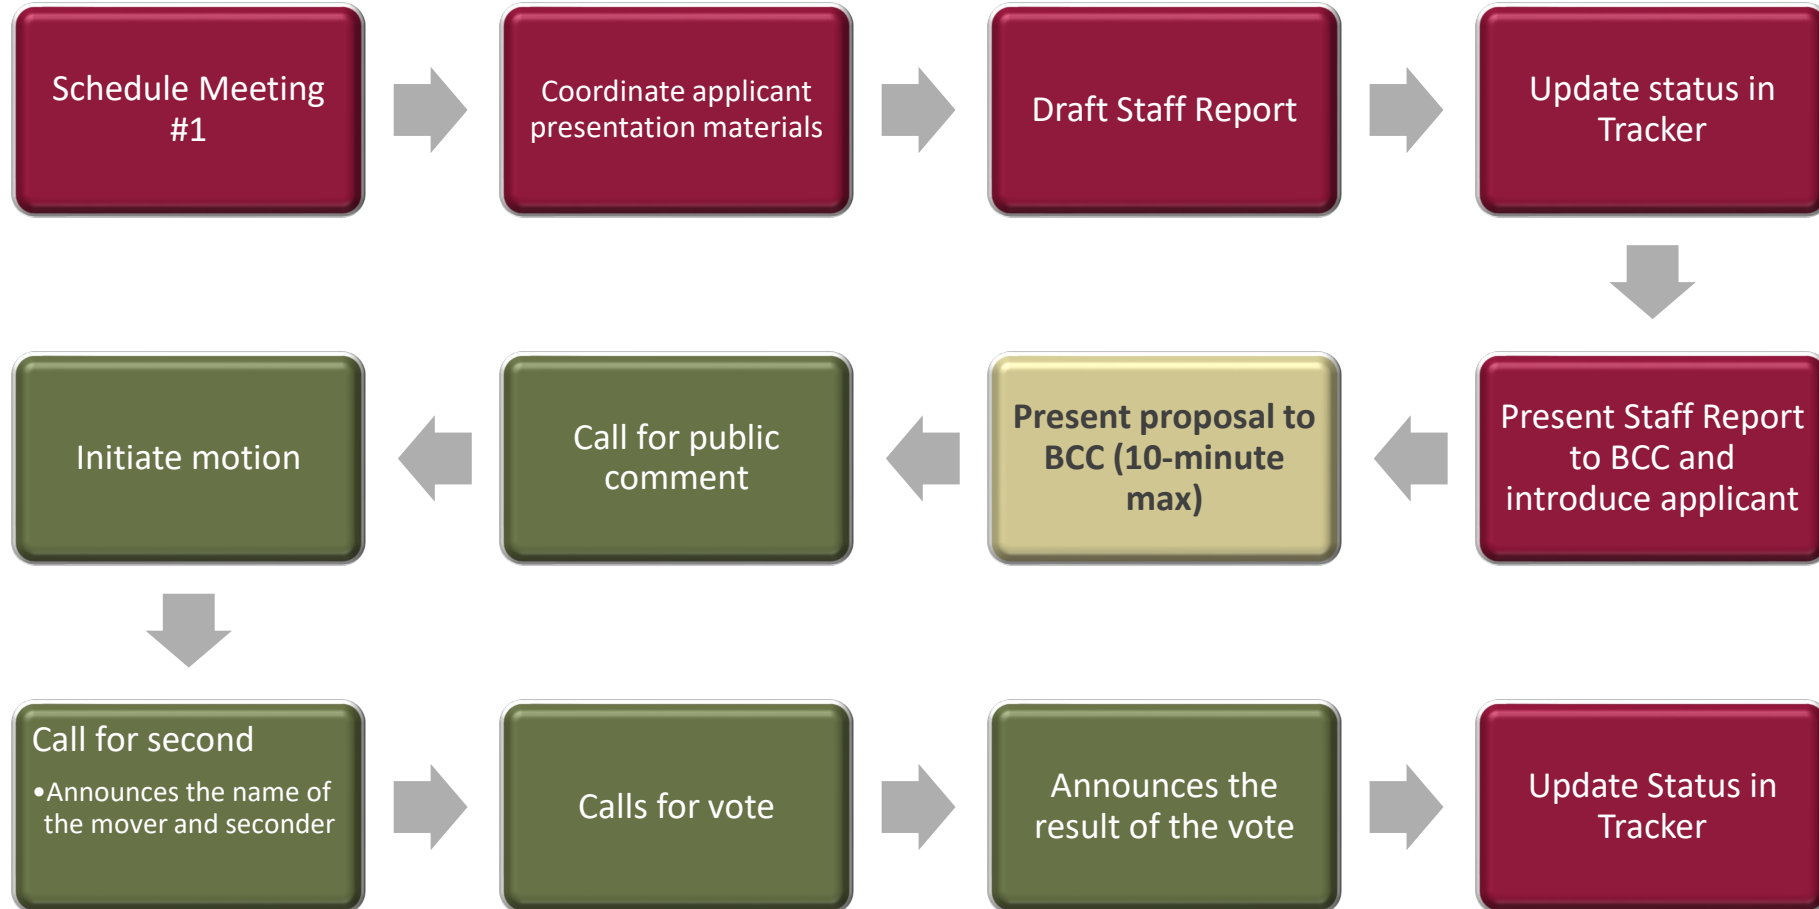 Schedule Meeting
#1
Coordinate applicant
presentation materials
Draft Staff Report
Update status in
Tracker
Present Staff Report
to BCC and
introduce applicant
Present proposal to
BCC (10-minute
max)
Call for public
comment
Initiate motion
Call for second
•Announces the name of
the mover and seconder
Calls for vote
Announces the
result of the vote
Update Status in
Tracker